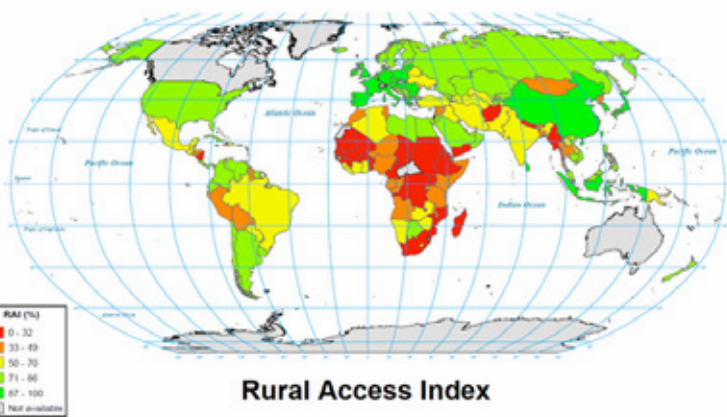 Atlantic Ocean
Pacific Ocean
Pacific Ocean
Indian Ocean
RAI (%)
0 - 32
33 - 49
50 - 70
71 - 86
87 - 100
Not available
Rural Access Index